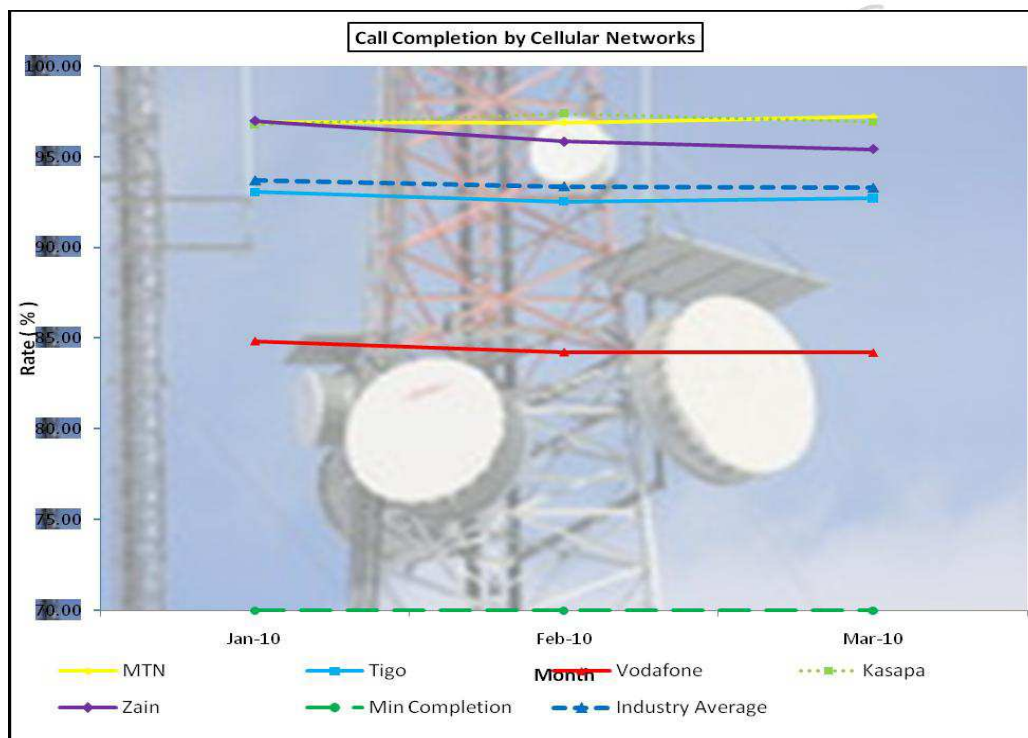 Call Completion by Cellular Networks
100.00
95.00
90.00
85.00
80.00
75.00
70.00
Rate ( % )
Jan-10 Feb-10 Mar-10
Month
MTN Tigo Vodafone Kasapa
Zain Min Completion Industry Average